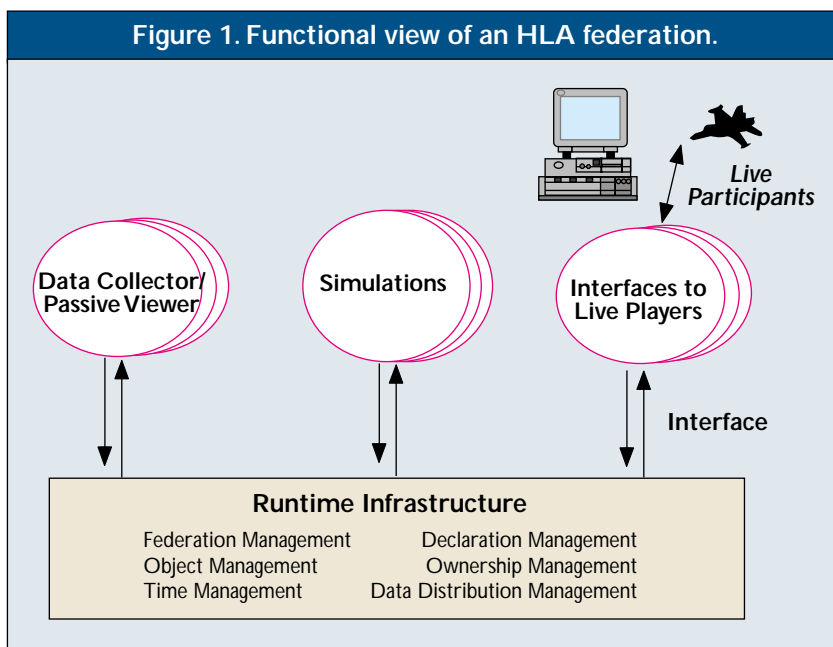 Figure 1. Functional view of an HLA federation.
Live
Participants
Data Collector/
Passive Viewer
Simulations
Interfaces to
Live Players
Interface
Runtime Infrastructure
Federation Management
Declaration Management
Object Management
Ownership Management
Time Management
Data Distribution Management